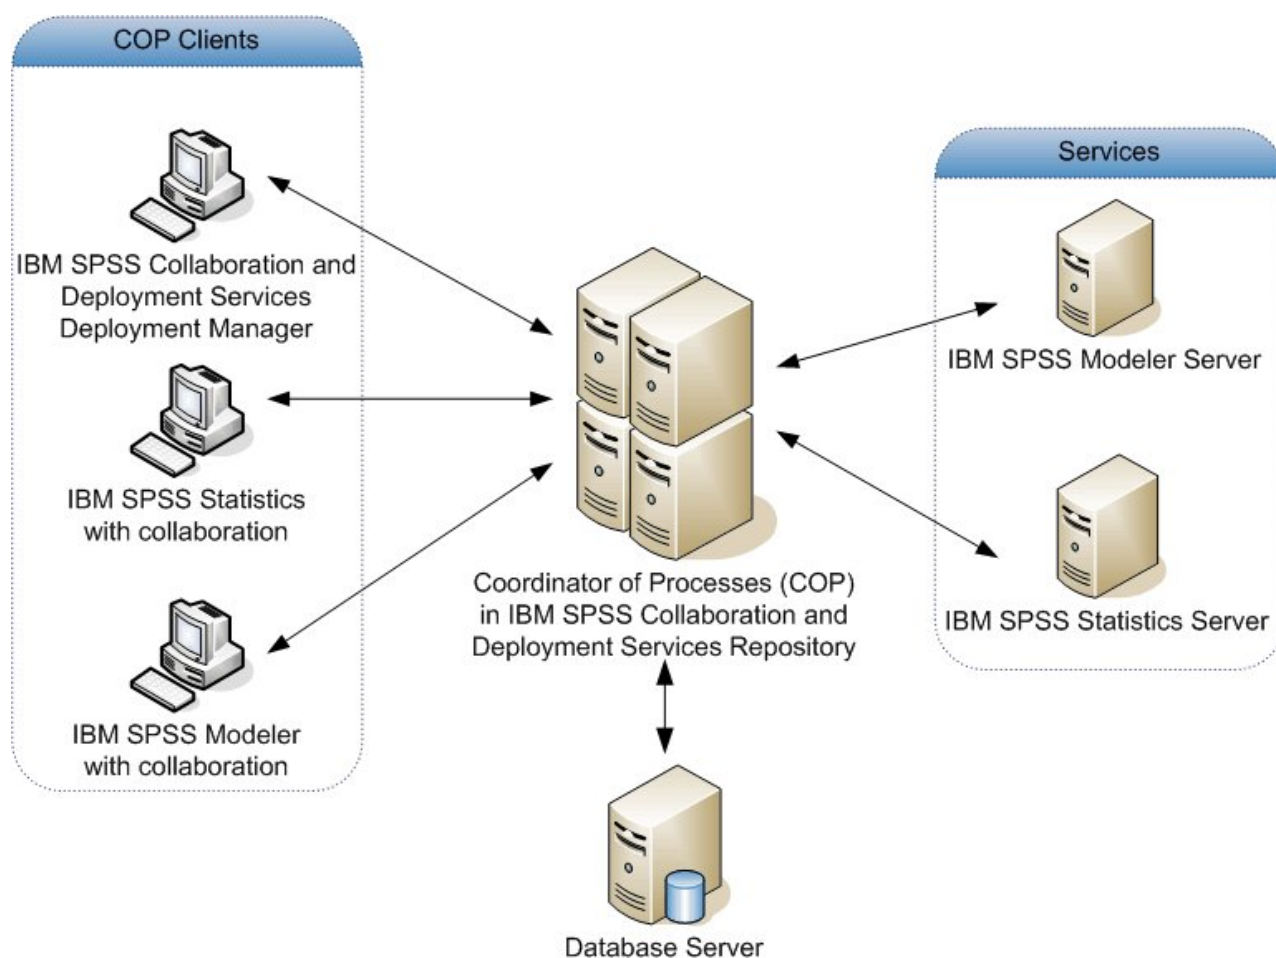 COP Clients
IBM SPSS Collaboration and
Deployment Services
Deployment Manager
IBM SPSS Statistics
with collaboration
IBM SPSS Modeler
with collaboration
Coordinator of Processes (COP)
in IBM SPSS Collaboration and
Deployment Services Repository
Database Server
Services
IBM SPSS Modeler Server
IBM SPSS Statistics Server